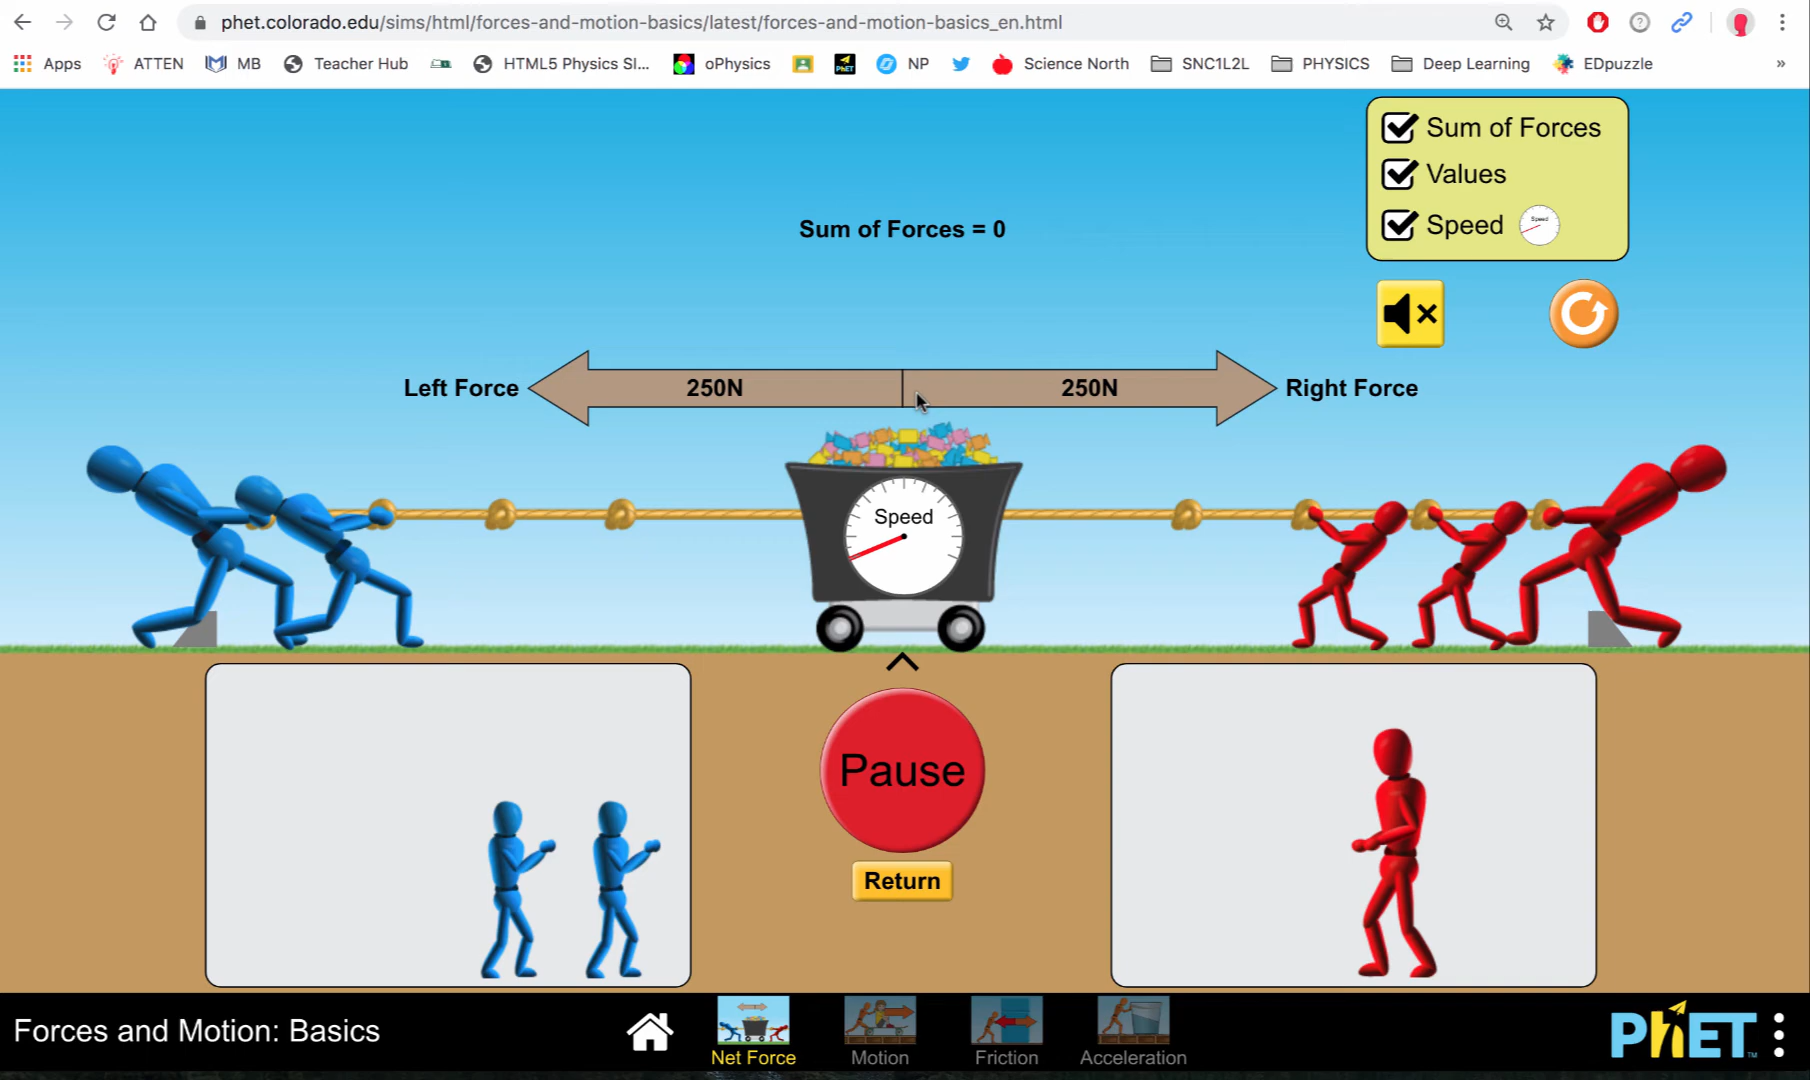 phet.colorado.edu/sims/html/forces-and-motion-basics/latest/forces-and-motion-basics_en.html
Apps ATTEN MB Teacher Hub HTML5 Physics SI... oPhysics PhET NP Science North SNC1L2L PHYSICS Deep Learning EDpuzzle »
Sum of Forces
Values
Speed Speed
Sum of Forces = 0
Left Force 250N 250N Right Force
Speed
Pause
Return
Forces and Motion: Basics
Net Force Motion Friction Acceleration
PhET